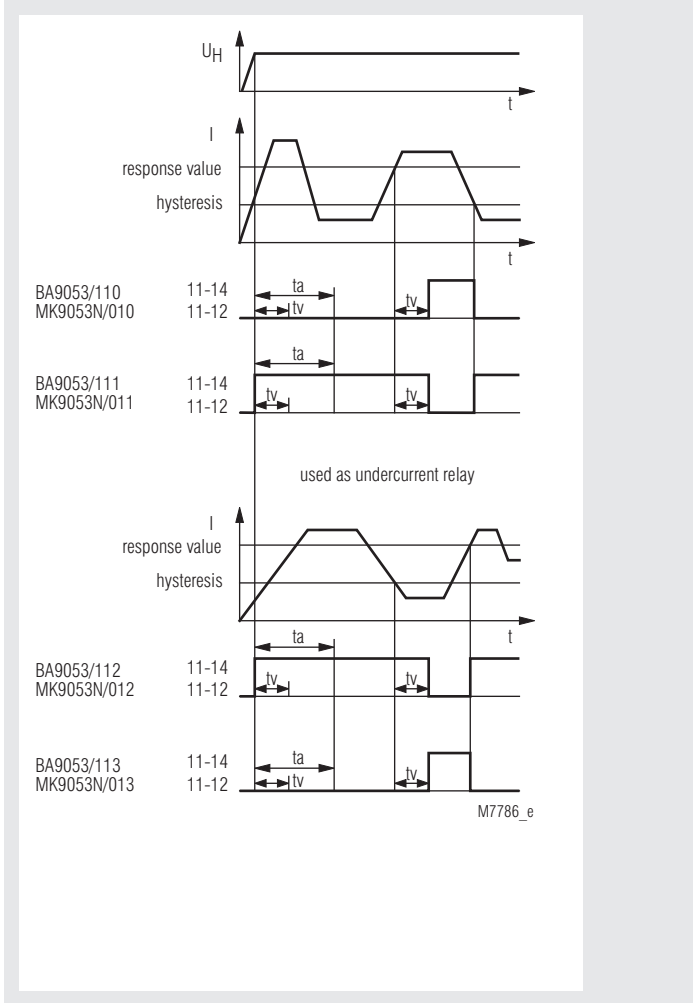 UH
t
I
response value
hysteresis
t
BA9053/110 11-14 ta
MK9053N/010 11-12 tv tv
ta
BA9053/111 11-14
MK9053N/011 11-12 tv tv
used as undercurrent relay
I
response value
hysteresis
t
ta
BA9053/112 11-14
MK9053N/012 11-12 tv tv
BA9053/113 11-14 ta
MK9053N/013 11-12 tv tv
M7786_e